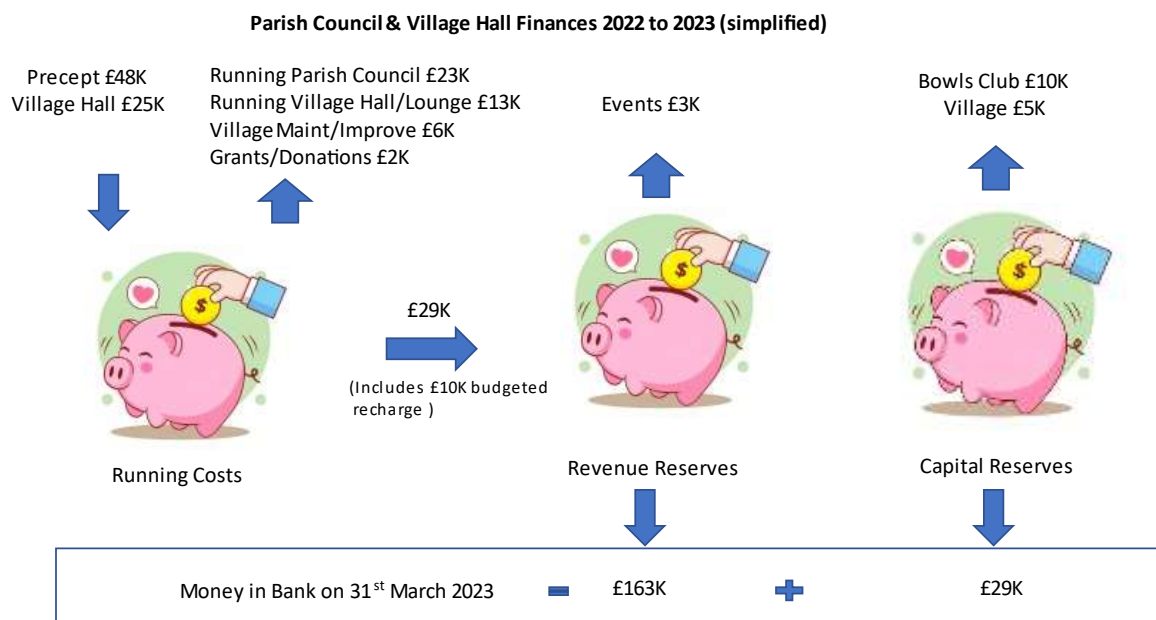 Parish Council & Village Hall Finances 2022 to 2023 (simplified)
Precept £48K
Village Hall £25K
Running Parish Council £23K
Running Village Hall/Lounge £13K
Village Maint/Improve £6K
Grants/Donations £2K
Events £3K
Bowls Club £10K
Village £5K
$
$
$
£29K
(Includes £10K budgeted
recharge )
Running Costs
Revenue Reserves
Capital Reserves
Money in Bank on 31st March 2023 = £163K + £29K